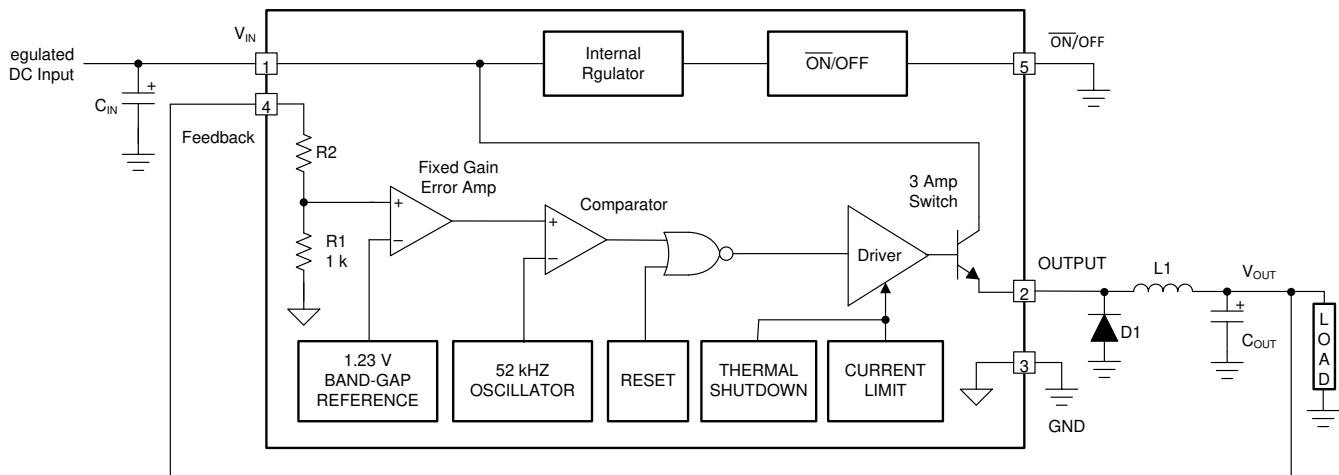 V_IN
egulated
DC Input
+
C_IN
1
4
Feedback
Internal
Rgulator
O̅N̅/OFF
5
O̅N̅/OFF
R2
R1
1 k
Fixed Gain
Error Amp
+
−
Comparator
+
−
Driver
3 Amp
Switch
2
OUTPUT
L1
V_OUT
+
C_OUT
D1
LOAD
3
GND
1.23 V
BAND-GAP
REFERENCE
52 kHZ
OSCILLATOR
RESET
THERMAL
SHUTDOWN
CURRENT
LIMIT